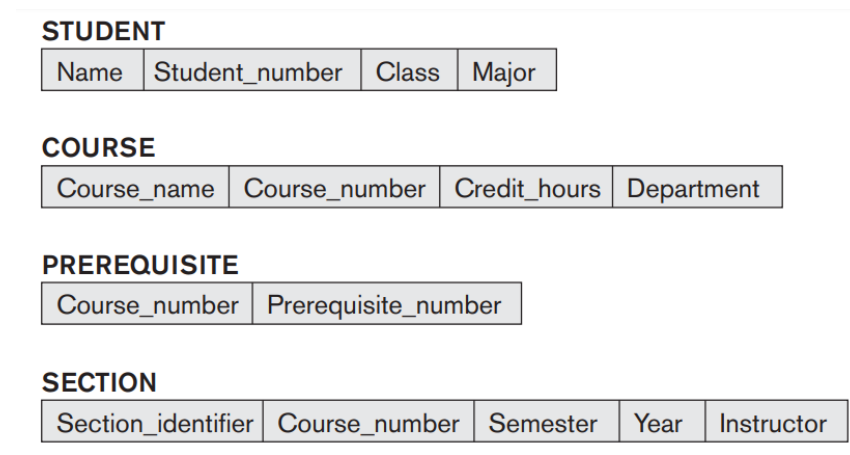 STUDENT
Name Student_number Class Major
COURSE
Course_name Course_number Credit_hours Department
PREREQUISITE
Course_number Prerequisite_number
SECTION
Section_identifier Course_number Semester Year Instructor